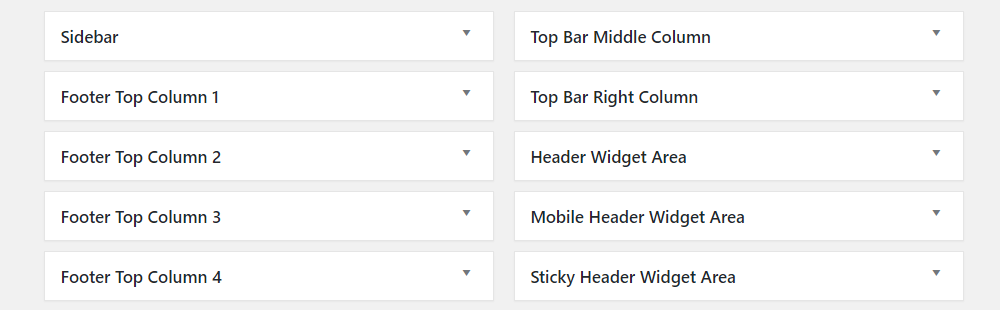 Sidebar
Footer Top Column 1
Footer Top Column 2
Footer Top Column 3
Footer Top Column 4
Top Bar Middle Column
Top Bar Right Column
Header Widget Area
Mobile Header Widget Area
Sticky Header Widget Area